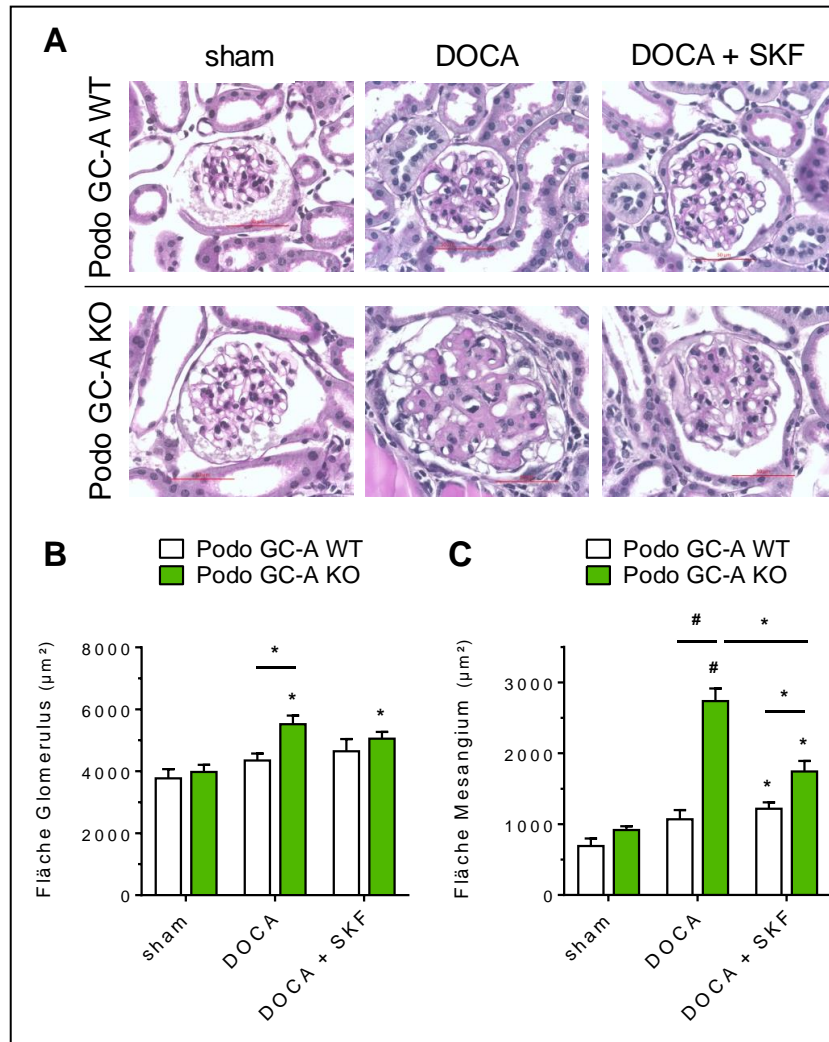 A
sham
DOCA
DOCA + SKF
Podo GC-A WT
Podo GC-A KO
B
Podo GC-A WT
Podo GC-A KO
Fläche Glomerulus (µm²)
8000
6000
4000
2000
0
*
*
*
sham
DOCA
DOCA + SKF
C
Podo GC-A WT
Podo GC-A KO
Fläche Mesangium (µm²)
3000
2000
1000
0
# *
#
*
*
*
sham
DOCA
DOCA + SKF